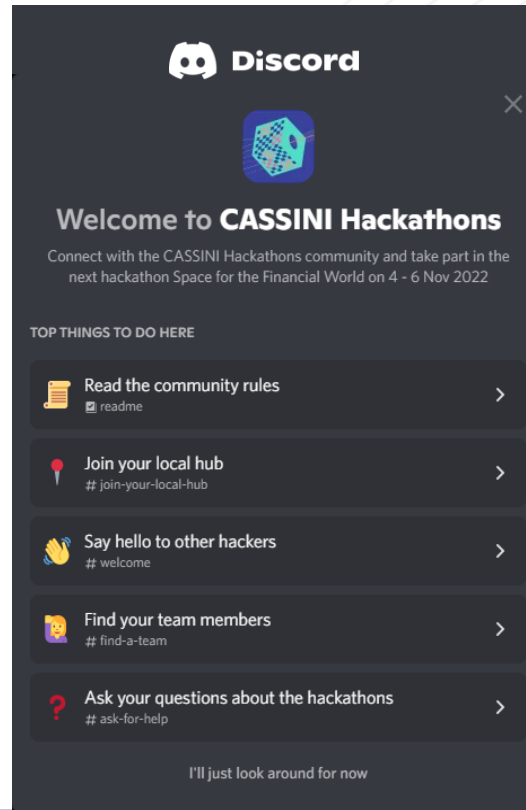 Discord
Welcome to CASSINI Hackathons
Connect with the CASSINI Hackathons community and take part in the
next hackathon Space for the Financial World on 4 - 6 Nov 2022
TOP THINGS TO DO HERE
Read the community rules
readme
Join your local hub
# join-your-local-hub
Say hello to other hackers
# welcome
Find your team members
# find-a-team
Ask your questions about the hackathons
# ask-for-help
I'll just look around for now